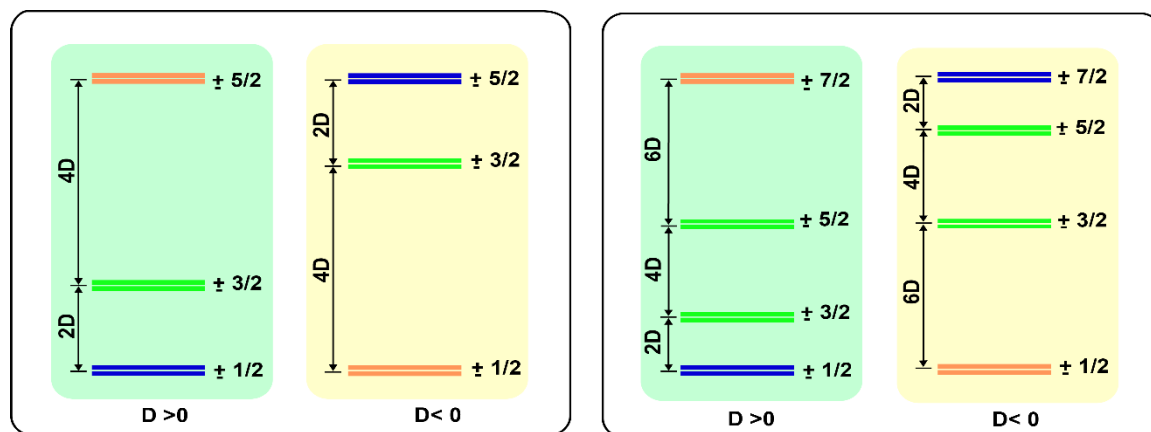 ± 5/2
4D
± 3/2
2D
± 1/2
D >0
± 5/2
2D
± 3/2
4D
± 1/2
D< 0
± 7/2
6D
± 5/2
4D
± 3/2
2D
± 1/2
D >0
± 7/2
2D
± 5/2
4D
± 3/2
6D
± 1/2
D< 0